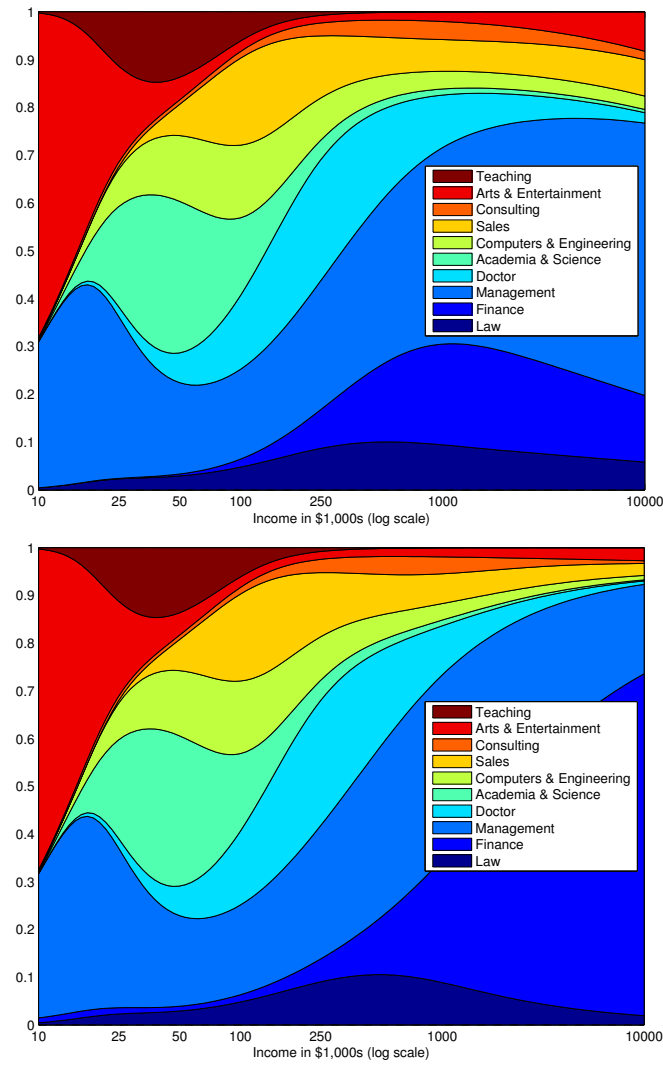 1
0.9
0.8
0.7
0.6
0.5
0.4
0.3
0.2
0.1
0
Teaching
Arts & Entertainment
Consulting
Sales
Computers & Engineering
Academia & Science
Doctor
Management
Finance
Law
10 25 50 100 250 1000 10000
Income in $1,000s (log scale)
1
0.9
0.8
0.7
0.6
0.5
0.4
0.3
0.2
0.1
0
Teaching
Arts & Entertainment
Consulting
Sales
Computers & Engineering
Academia & Science
Doctor
Management
Finance
Law
10 25 50 100 250 1000 10000
Income in $1,000s (log scale)